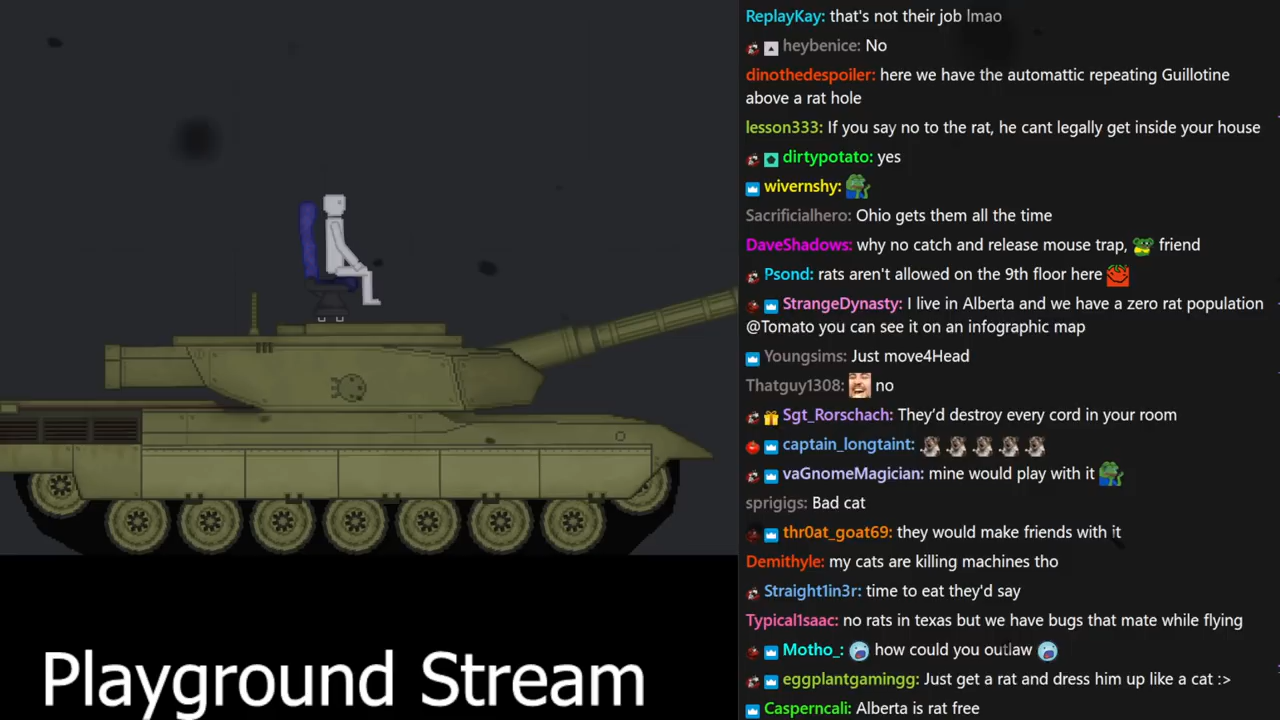 ReplayKay: that's not their job lmao
heybenice: No
dinothedespoiler: here we have the automattic repeating Guillotine
above a rat hole
lesson333: If you say no to the rat, he cant legally get inside your house
dirtypotato: yes
wivernshy:
Sacrificialhero: Ohio gets them all the time
DaveShadows: why no catch and release mouse trap, friend
Psond: rats aren't allowed on the 9th floor here
StrangeDynasty: I live in Alberta and we have a zero rat population
@Tomato you can see it on an infographic map
Youngsims: Just move4Head
Thatguy1308: no
Sgt_Rorschach: They'd destroy every cord in your room
captain_longtaint:
vaGnomeMagician: mine would play with it
sprigigs: Bad cat
thr0at_goat69: they would make friends with it
Demithyle: my cats are killing machines tho
Straight1in3r: time to eat they'd say
Typical1saac: no rats in texas but we have bugs that mate while flying
Motho_: how could you outlaw
eggplantgamingg: Just get a rat and dress him up like a cat :>
Casperncali: Alberta is rat free
Playground Stream